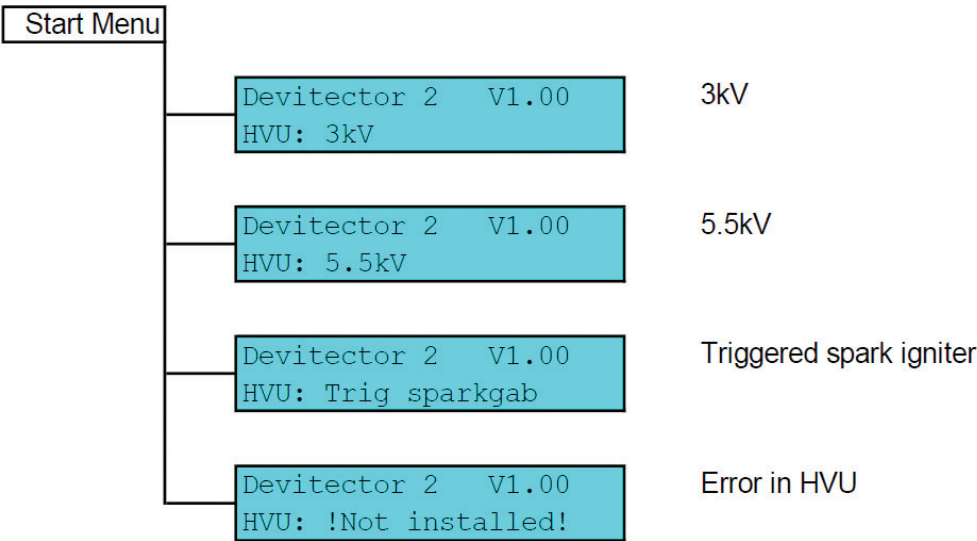 Start Menu
Devitector 2 V1.00
HVU: 3kV
3kV
Devitector 2 V1.00
HVU: 5.5kV
5.5kV
Devitector 2 V1.00
HVU: Trig sparkgab
Triggered spark igniter
Devitector 2 V1.00
HVU: !Not installed!
Error in HVU